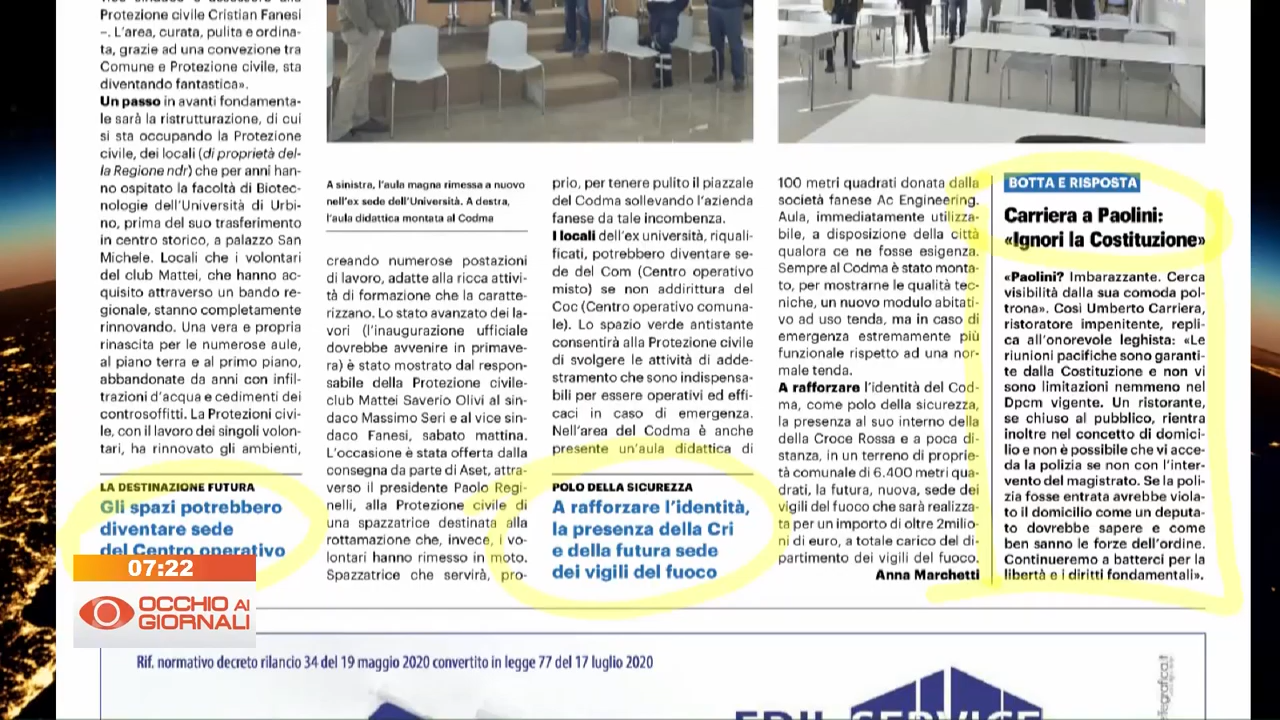 vice sindaco e assessore alla
Protezione civile Cristian Fanesi
–. L'area, curata, pulita e ordina-
ta, grazie ad una convezione tra
Comune e Protezione civile, sta
diventando fantastica».
Un passo in avanti fondamenta-
le sarà la ristrutturazione, di cui
si sta occupando la Protezione
civile, dei locali (di proprietà del-
la Regione ndr) che per anni han-
no ospitato la facoltà di Biotec-
nologie dell'Università di Urbi-
no, prima del suo trasferimento
in centro storico, a palazzo San
Michele. Locali che i volontari
del club Mattei, che hanno ac-
quisito attraverso un bando re-
gionale, stanno completamente
rinnovando. Una vera e propria
rinascita per le numerose aule,
al piano terra e al primo piano,
abbandonate da anni con infil-
trazioni d'acqua e cedimenti dei
controsoffitti. La Protezioni civi-
le, con il lavoro dei singoli volon-
tari, ha rinnovato gli ambienti,
LA DESTINAZIONE FUTURA
Gli spazi potrebbero
diventare sede
del Centro operativo
07:22
OCCHIO AI
GIORNALI
A sinistra, l'aula magna rimessa a nuovo
nell'ex sede dell'Università. A destra,
l'aula didattica montata al Codma
creando numerose postazioni
di lavoro, adatte alla ricca attivi-
tà di formazione che la caratte-
rizzano. Lo stato avanzato dei la-
vori (l'inaugurazione ufficiale
dovrebbe avvenire in primave-
ra) è stato mostrato dal respon-
sabile della Protezione civile-
club Mattei Saverio Olivi al sin-
daco Massimo Seri e al vice sin-
daco Fanesi, sabato mattina.
L'occasione è stata offerta dalla
consegna da parte di Aset, attra-
verso il presidente Paolo Regi-
nelli, alla Protezione civile di
una spazzatrice destinata alla
rottamazione che, invece, i vo-
lontari hanno rimesso in moto.
Spazzatrice che servirà, pro-
prio, per tenere pulito il piazzale
del Codma sollevando l'azienda
fanese da tale incombenza.
I locali dell'ex università, riquali-
ficati, potrebbero diventare se-
de del Com (Centro operativo
misto) se non addirittura del
Coc (Centro operativo comuna-
le). Lo spazio verde antistante
consentirà alla Protezione civile
di svolgere le attività di adde-
stramento che sono indispensa-
bili per essere operativi ed effi-
caci in caso di emergenza.
Nell'area del Codma è anche
presente un'aula didattica di
POLO DELLA SICUREZZA
A rafforzare l'identità,
la presenza della Cri
e della futura sede
dei vigili del fuoco
100 metri quadrati donata dalla
società fanese Ac Engineering.
Aula, immediatamente utilizza-
bile, a disposizione della città
qualora ce ne fosse esigenza.
Sempre al Codma è stato monta-
to, per mostrarne le qualità tec-
niche, un nuovo modulo abitati-
vo ad uso tenda, ma in caso di
emergenza estremamente più
funzionale rispetto ad una nor-
male tenda.
A rafforzare l'identità del Cod-
ma, come polo della sicurezza,
la presenza al suo interno della
della Croce Rossa e a poca di-
stanza, in un terreno di proprie-
tà comunale di 6.400 metri qua-
drati, la futura, nuova, sede dei
vigili del fuoco che sarà realizza-
ta per un importo di oltre 2milio-
ni di euro, a totale carico del di-
partimento dei vigili del fuoco.
Anna Marchetti
BOTTA E RISPOSTA
Carriera a Paolini:
«Ignori la Costituzione»
«Paolini? Imbarazzante. Cerca
visibilità dalla sua comoda pol-
trona». Così Umberto Carriera,
ristoratore impenitente, repli-
ca all'onorevole leghista: «Le
riunioni pacifiche sono garanti-
te dalla Costituzione e non vi
sono limitazioni nemmeno nel
Dpcm vigente. Un ristorante,
se chiuso al pubblico, rientra
inoltre nel concetto di domici-
lio e non è possibile che vi acce-
da la polizia se non con l'inter-
vento del magistrato. Se la poli-
zia fosse entrata avrebbe viola-
to il domicilio come un deputa-
to dovrebbe sapere e come
ben sanno le forze dell'ordine.
Continueremo a batterci per la
libertà e i diritti fondamentali».
Rif. normativo decreto rilancio 34 del 19 maggio 2020 convertito in legge 77 del 17 luglio 2020
EDIL SERVICE